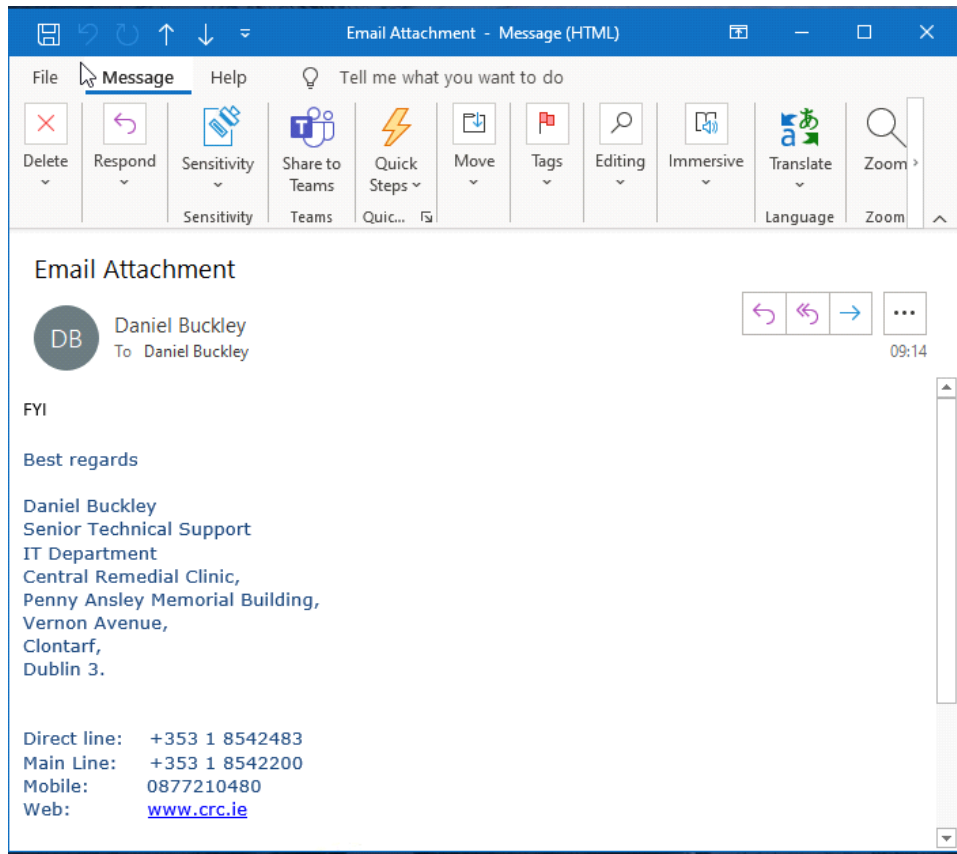 Email Attachment - Message (HTML)
File Message Help Tell me what you want to do
Delete Respond Sensitivity Share to Teams Quick Steps Move Tags Editing Immersive Translate Zoom
Sensitivity Teams Quic... Language Zoom
Email Attachment
DB
Daniel Buckley
To Daniel Buckley
09:14
FYI
Best regards
Daniel Buckley
Senior Technical Support
IT Department
Central Remedial Clinic,
Penny Ansley Memorial Building,
Vernon Avenue,
Clontarf,
Dublin 3.
Direct line: +353 1 8542483
Main Line: +353 1 8542200
Mobile: 0877210480
Web: www.crc.ie